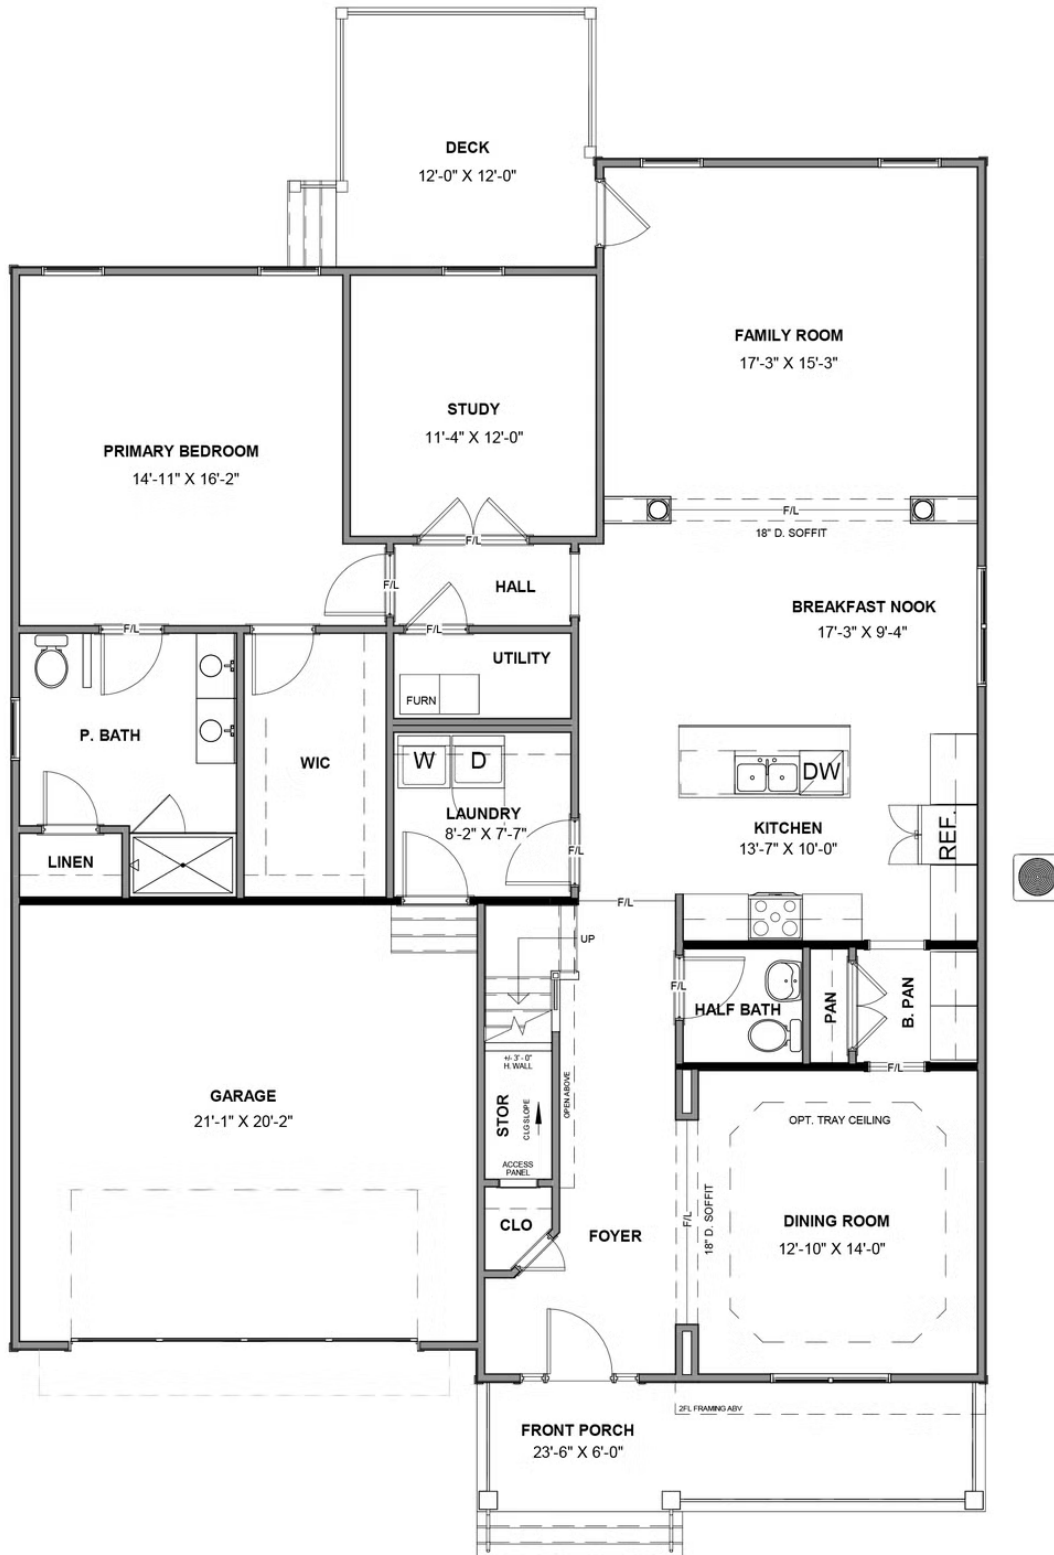 DECK
12'-0" X 12'-0"
FAMILY ROOM
17'-3" X 15'-3"
STUDY
11'-4" X 12'-0"
PRIMARY BEDROOM
14'-11" X 16'-2"
F/L
18" D. SOFFIT
F/L
F/L
HALL
BREAKFAST NOOK
17'-3" X 9'-4"
F/L
F/L
UTILITY
FURN
P. BATH
WIC
W
D
DW
LAUNDRY
8'-2" X 7'-7"
KITCHEN
13'-7" X 10'-0"
REF.
F/L
LINEN
F/L
UP
F/L
HALF BATH
PAN
B. PAN
+/- 3' - 0"
H. WALL
F/L
GARAGE
21'-1" X 20'-2"
STOR
CLG SLOPE
OPEN ABOVE
OPT. TRAY CEILING
ACCESS
PANEL
CLO
FOYER
F/L
18" D. SOFFIT
DINING ROOM
12'-10" X 14'-0"
2FL FRAMING ABV
FRONT PORCH
23'-6" X 6'-0"